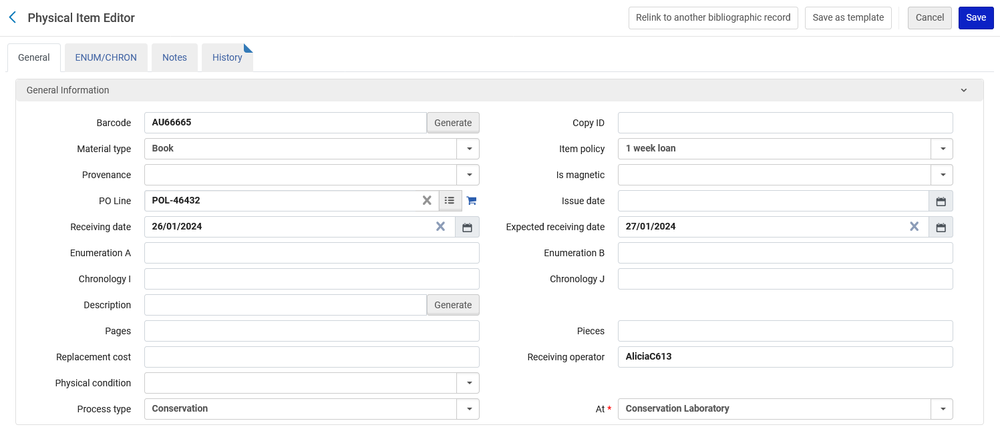 Physical Item Editor Relink to another bibliographic record Save as template Cancel Save
General ENUM/CHRON Notes History
General Information
Barcode AU66665 Generate Copy ID
Material type Book Item policy 1 week loan
Provenance Is magnetic
PO Line POL-46432 Issue date
Receiving date 26/01/2024 Expected receiving date 27/01/2024
Enumeration A Enumeration B
Chronology I Chronology J
Description Generate
Pages Pieces
Replacement cost Receiving operator AliciaC613
Physical condition
Process type Conservation At * Conservation Laboratory